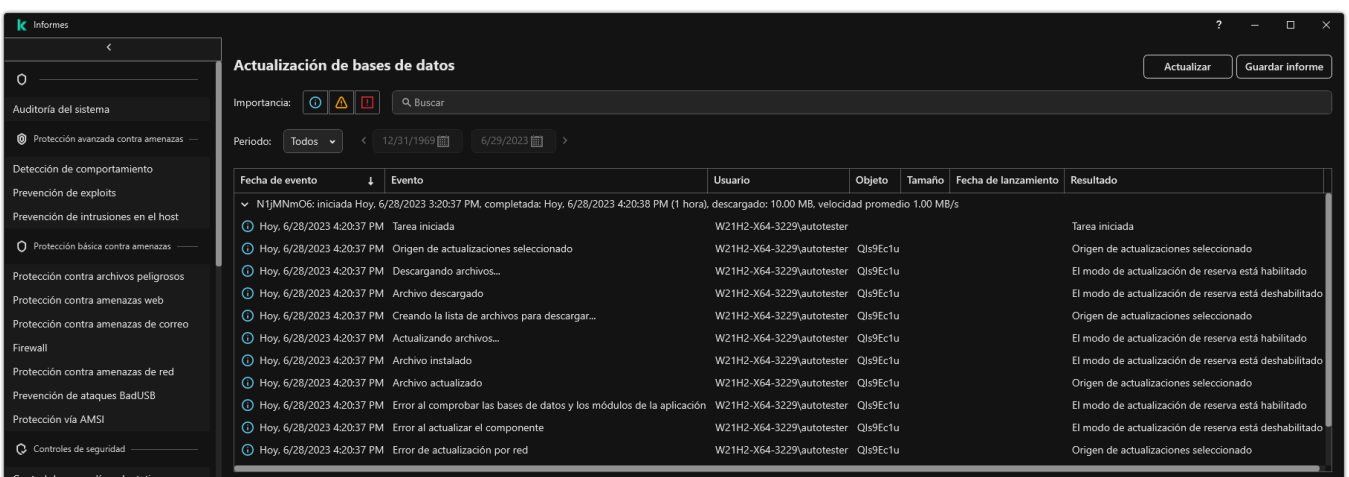 Informes
?
Actualización de bases de datos
Actualizar
Guardar informe
Importancia:
Buscar
Periodo:
Todos
12/31/1969
6/29/2023
Auditoría del sistema
Protección avanzada contra amenazas
Detección de comportamiento
Prevención de exploits
Prevención de intrusiones en el host
Protección básica contra amenazas
Protección contra archivos peligrosos
Protección contra amenazas web
Protección contra amenazas de correo
Firewall
Protección contra amenazas de red
Prevención de ataques BadUSB
Protección vía AMSI
Controles de seguridad
Fecha de evento Evento Usuario Objeto Tamaño Fecha de lanzamiento Resultado
N1jMNmO6: iniciada Hoy, 6/28/2023 3:20:37 PM, completada: Hoy, 6/28/2023 4:20:38 PM (1 hora), descargado: 10.00 MB, velocidad promedio 1.00 MB/s
Hoy, 6/28/2023 4:20:37 PM Tarea iniciada W21H2-X64-3229\autotester Tarea iniciada
Hoy, 6/28/2023 4:20:37 PM Origen de actualizaciones seleccionado W21H2-X64-3229\autotester Qls9Ec1u Origen de actualizaciones seleccionado
Hoy, 6/28/2023 4:20:37 PM Descargando archivos... W21H2-X64-3229\autotester Qls9Ec1u El modo de actualización de reserva está habilitado
Hoy, 6/28/2023 4:20:37 PM Archivo descargado W21H2-X64-3229\autotester Qls9Ec1u El modo de actualización de reserva está deshabilitado
Hoy, 6/28/2023 4:20:37 PM Creando la lista de archivos para descargar... W21H2-X64-3229\autotester Qls9Ec1u Origen de actualizaciones seleccionado
Hoy, 6/28/2023 4:20:37 PM Actualizando archivos... W21H2-X64-3229\autotester Qls9Ec1u El modo de actualización de reserva está habilitado
Hoy, 6/28/2023 4:20:37 PM Archivo instalado W21H2-X64-3229\autotester Qls9Ec1u El modo de actualización de reserva está deshabilitado
Hoy, 6/28/2023 4:20:37 PM Archivo actualizado W21H2-X64-3229\autotester Qls9Ec1u Origen de actualizaciones seleccionado
Hoy, 6/28/2023 4:20:37 PM Error al comprobar las bases de datos y los módulos de la aplicación W21H2-X64-3229\autotester Qls9Ec1u El modo de actualización de reserva está habilitado
Hoy, 6/28/2023 4:20:37 PM Error al actualizar el componente W21H2-X64-3229\autotester Qls9Ec1u El modo de actualización de reserva está deshabilitado
Hoy, 6/28/2023 4:20:37 PM Error de actualización por red W21H2-X64-3229\autotester Qls9Ec1u Origen de actualizaciones seleccionado